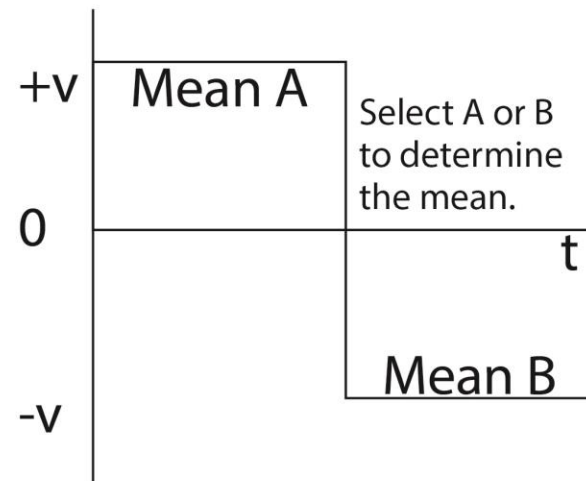 +v
Mean A
Select A or B
to determine
the mean.
0
t
Mean B
-v